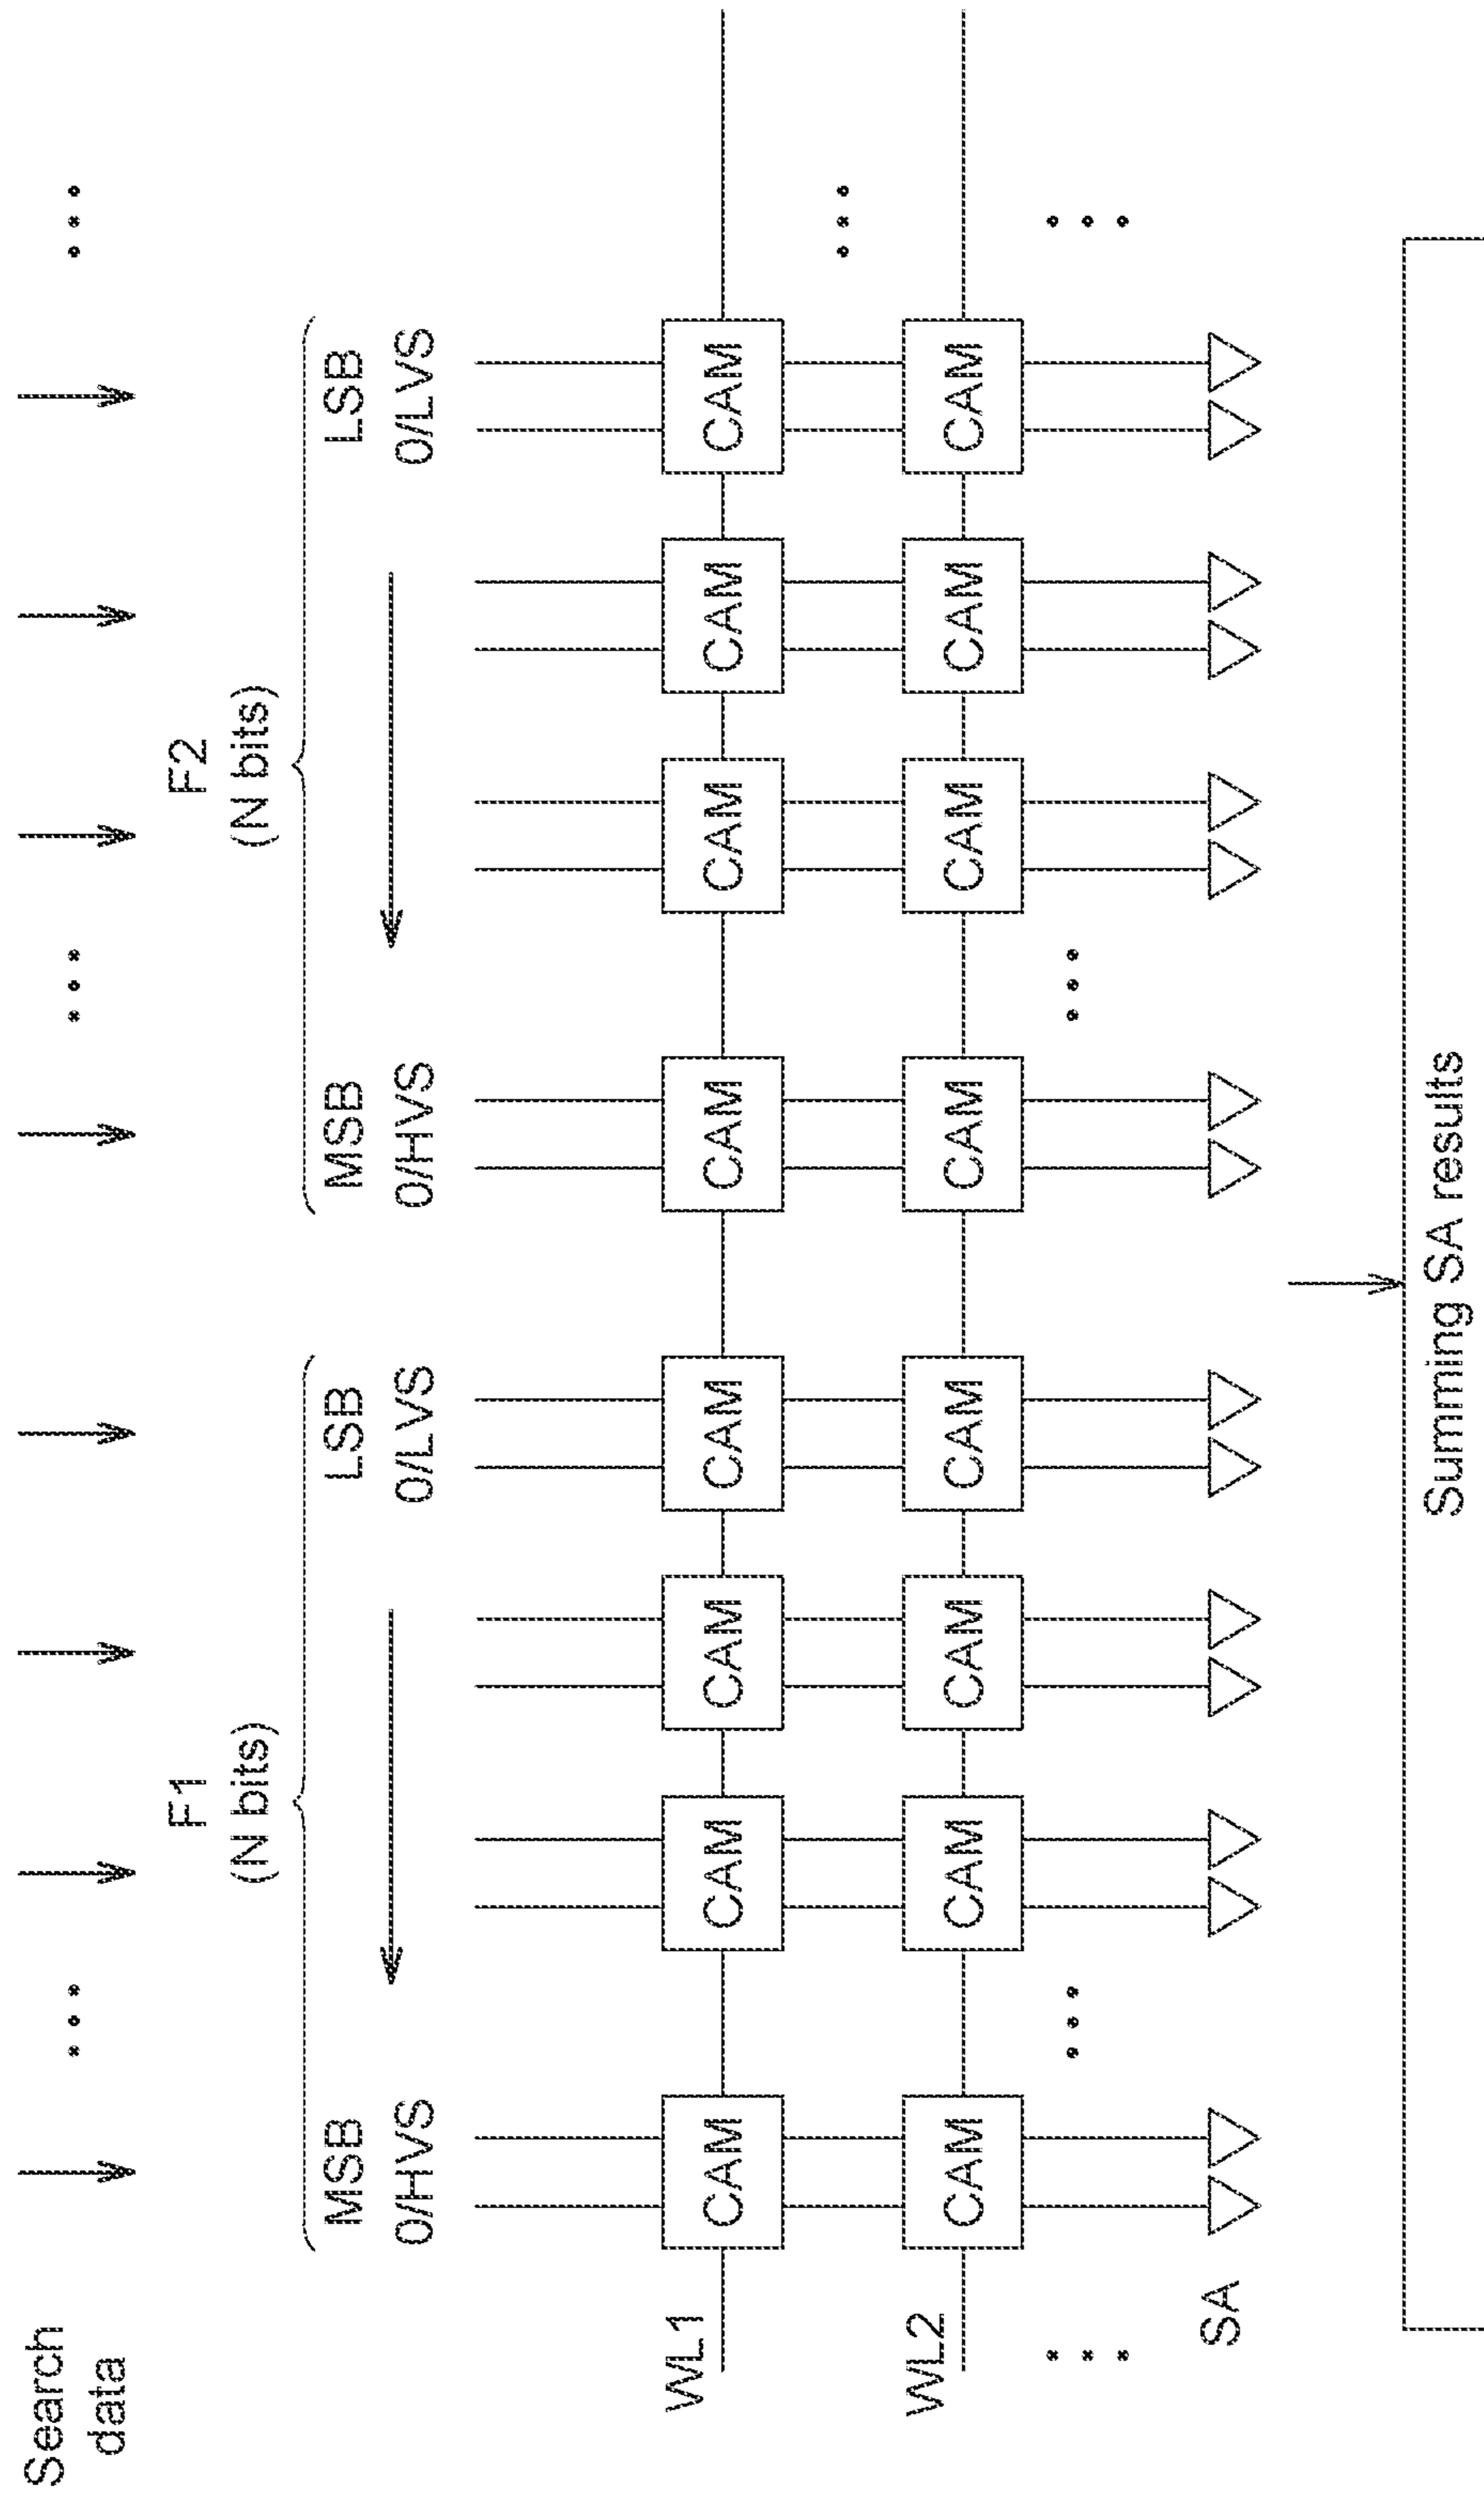 Search
data
F1
(N bits)
F2
(N bits)
MSB
LSB
MSB
LSB
0/HVS
0/LVS
0/HVS
0/LVS
WL1
CAM
CAM
CAM
CAM
CAM
CAM
CAM
CAM
WL2
CAM
CAM
CAM
CAM
CAM
CAM
CAM
CAM
SA
Summing SA results